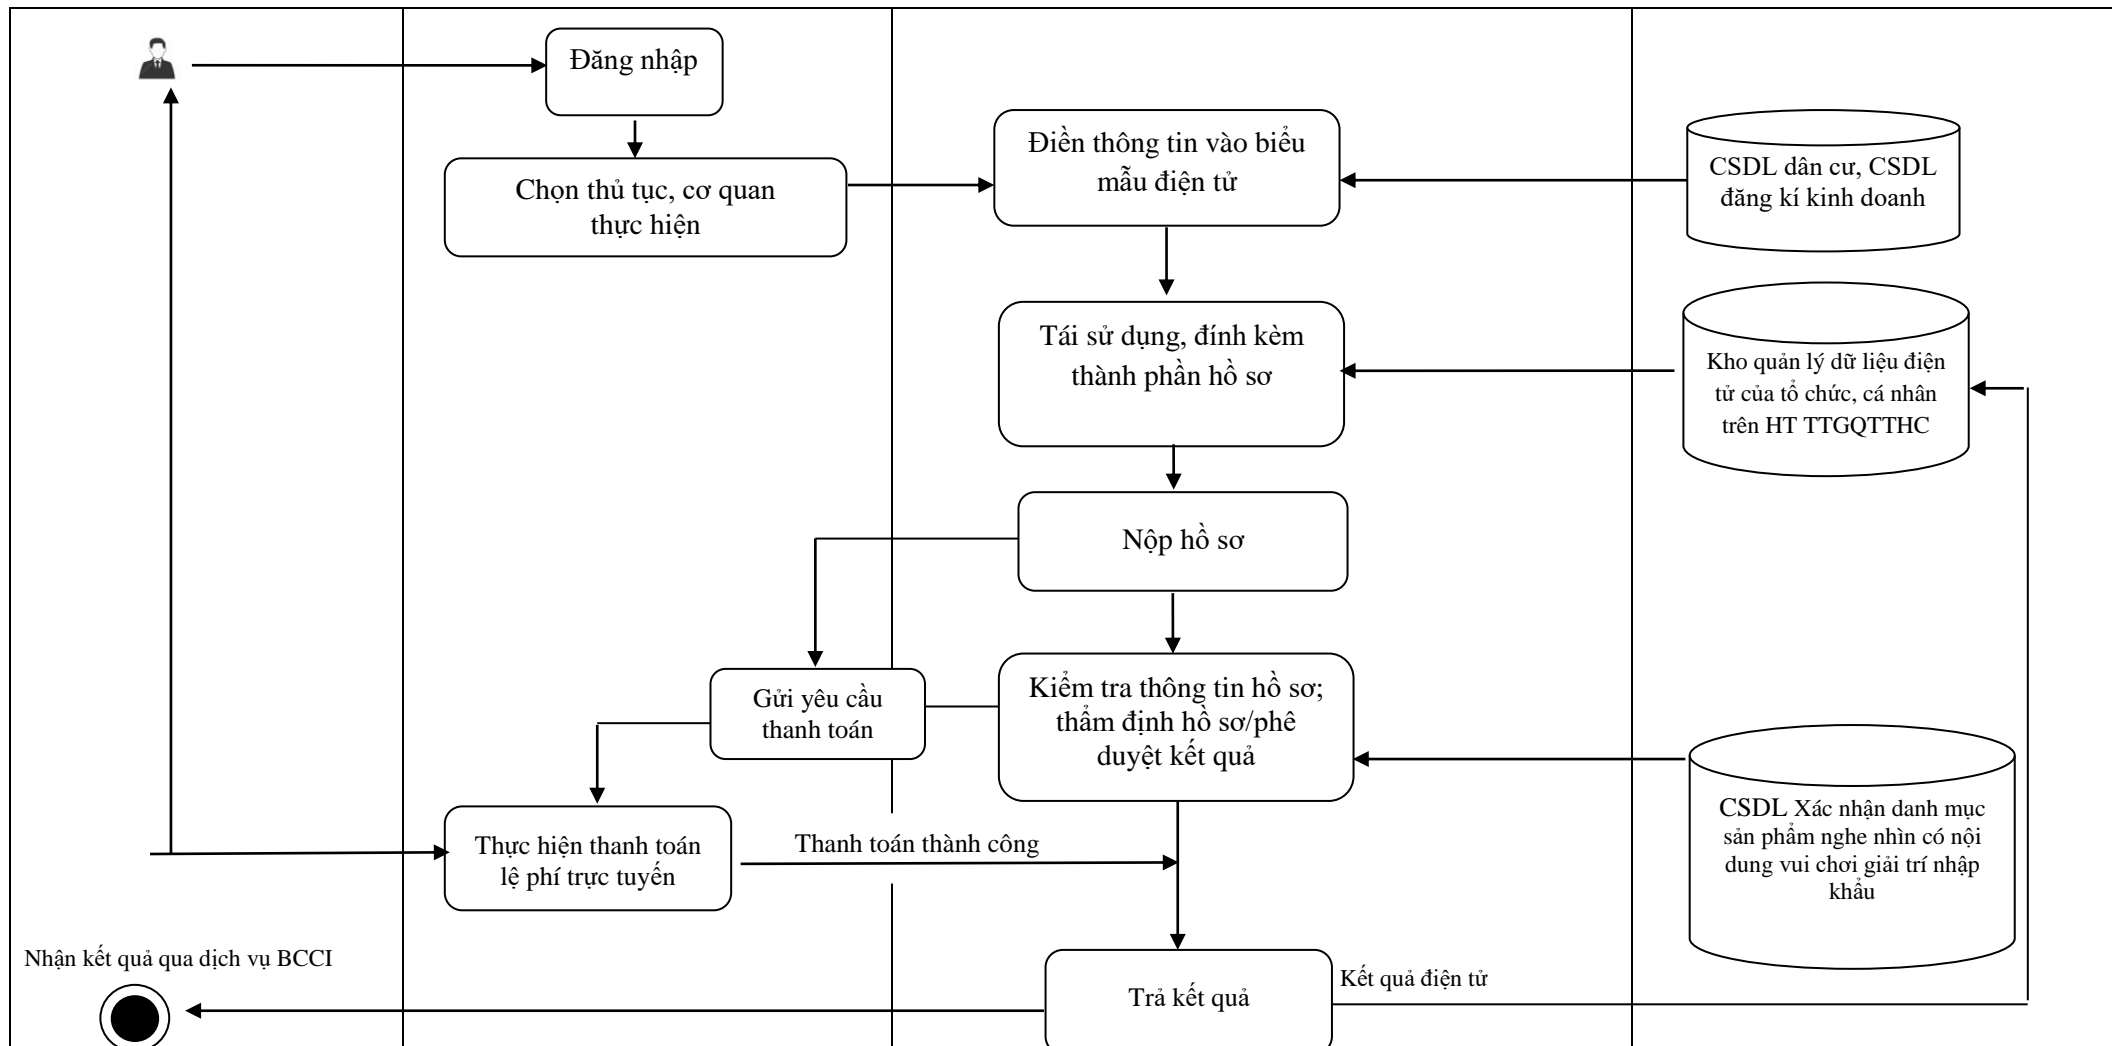 Đăng nhập
Chọn thủ tục, cơ quan
thực hiện
Điền thông tin vào biểu
mẫu điện tử
CSDL dân cư, CSDL
đăng kí kinh doanh
Tái sử dụng, đính kèm
thành phần hồ sơ
Kho quản lý dữ liệu điện
tử của tổ chức, cá nhân
trên HT TTGQTTHC
Nộp hồ sơ
Gửi yêu cầu
thanh toán
Kiểm tra thông tin hồ sơ;
thẩm định hồ sơ/phê
duyệt kết quả
CSDL Xác nhận danh mục
sản phẩm nghe nhìn có nội
dung vui chơi giải trí nhập
khẩu
Thực hiện thanh toán
lệ phí trực tuyến
Thanh toán thành công
Nhận kết quả qua dịch vụ BCCI
Trả kết quả
Kết quả điện tử